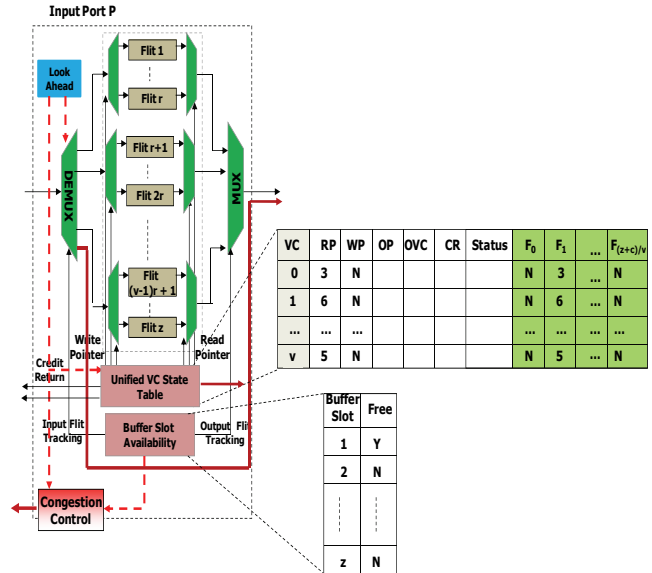 Input Port P
Look
Ahead
DEMUX
Flit 1
Flit r
Flit r+1
Flit 2r
Flit
(v-1)r + 1
Flit z
MUX
Write
Pointer
Read
Pointer
Credit
Return
Unified VC State
Table
Input Flit
Tracking
Buffer Slot
Availability
Output Flit
Tracking
Congestion
Control
VC RP WP OP OVC CR Status F0 F1 ... F(z+c)/v
0 3 N N 3 ... N
1 6 N N 6 ... N
... ... ... ... ... ... ...
v 5 N N 5 ... N
Buffer
Slot Free
1 Y
2 N
z N